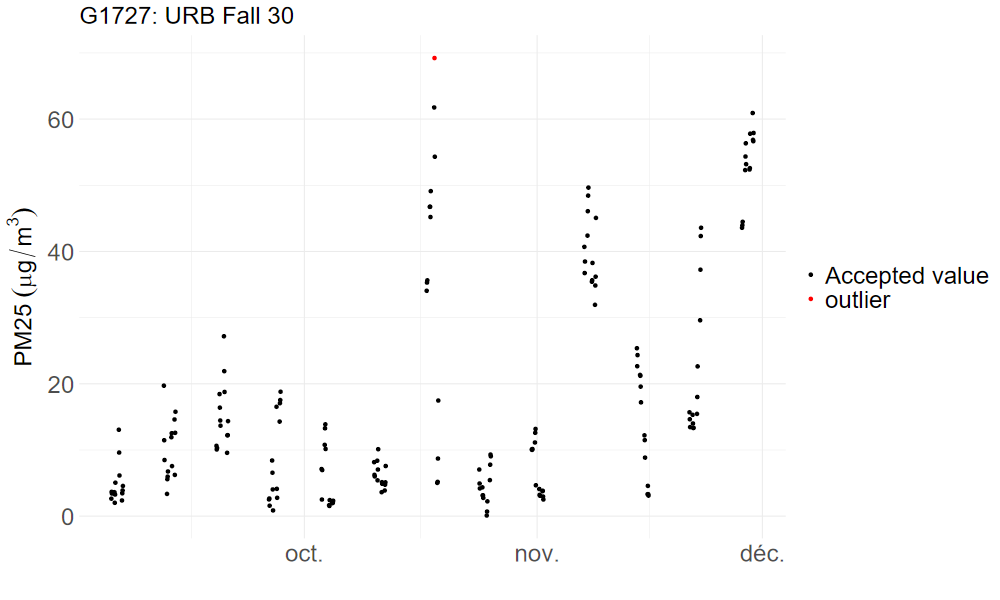 G1727: URB Fall 30
PM25 (μg/m³)
60
40
20
0
oct.
nov.
déc.
Accepted value
outlier